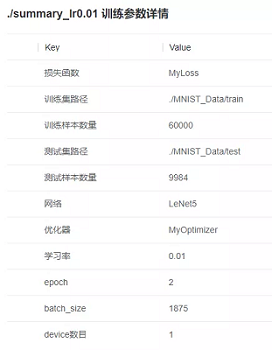 ./summary_lr0.01 训练参数详情
Key Value
损失函数 MyLoss
训练集路径 ./MNIST_Data/train
训练样本数量 60000
测试集路径 ./MNIST_Data/test
测试样本数量 9984
网络 LeNet5
优化器 MyOptimizer
学习率 0.01
epoch 2
batch_size 1875
device数目 1